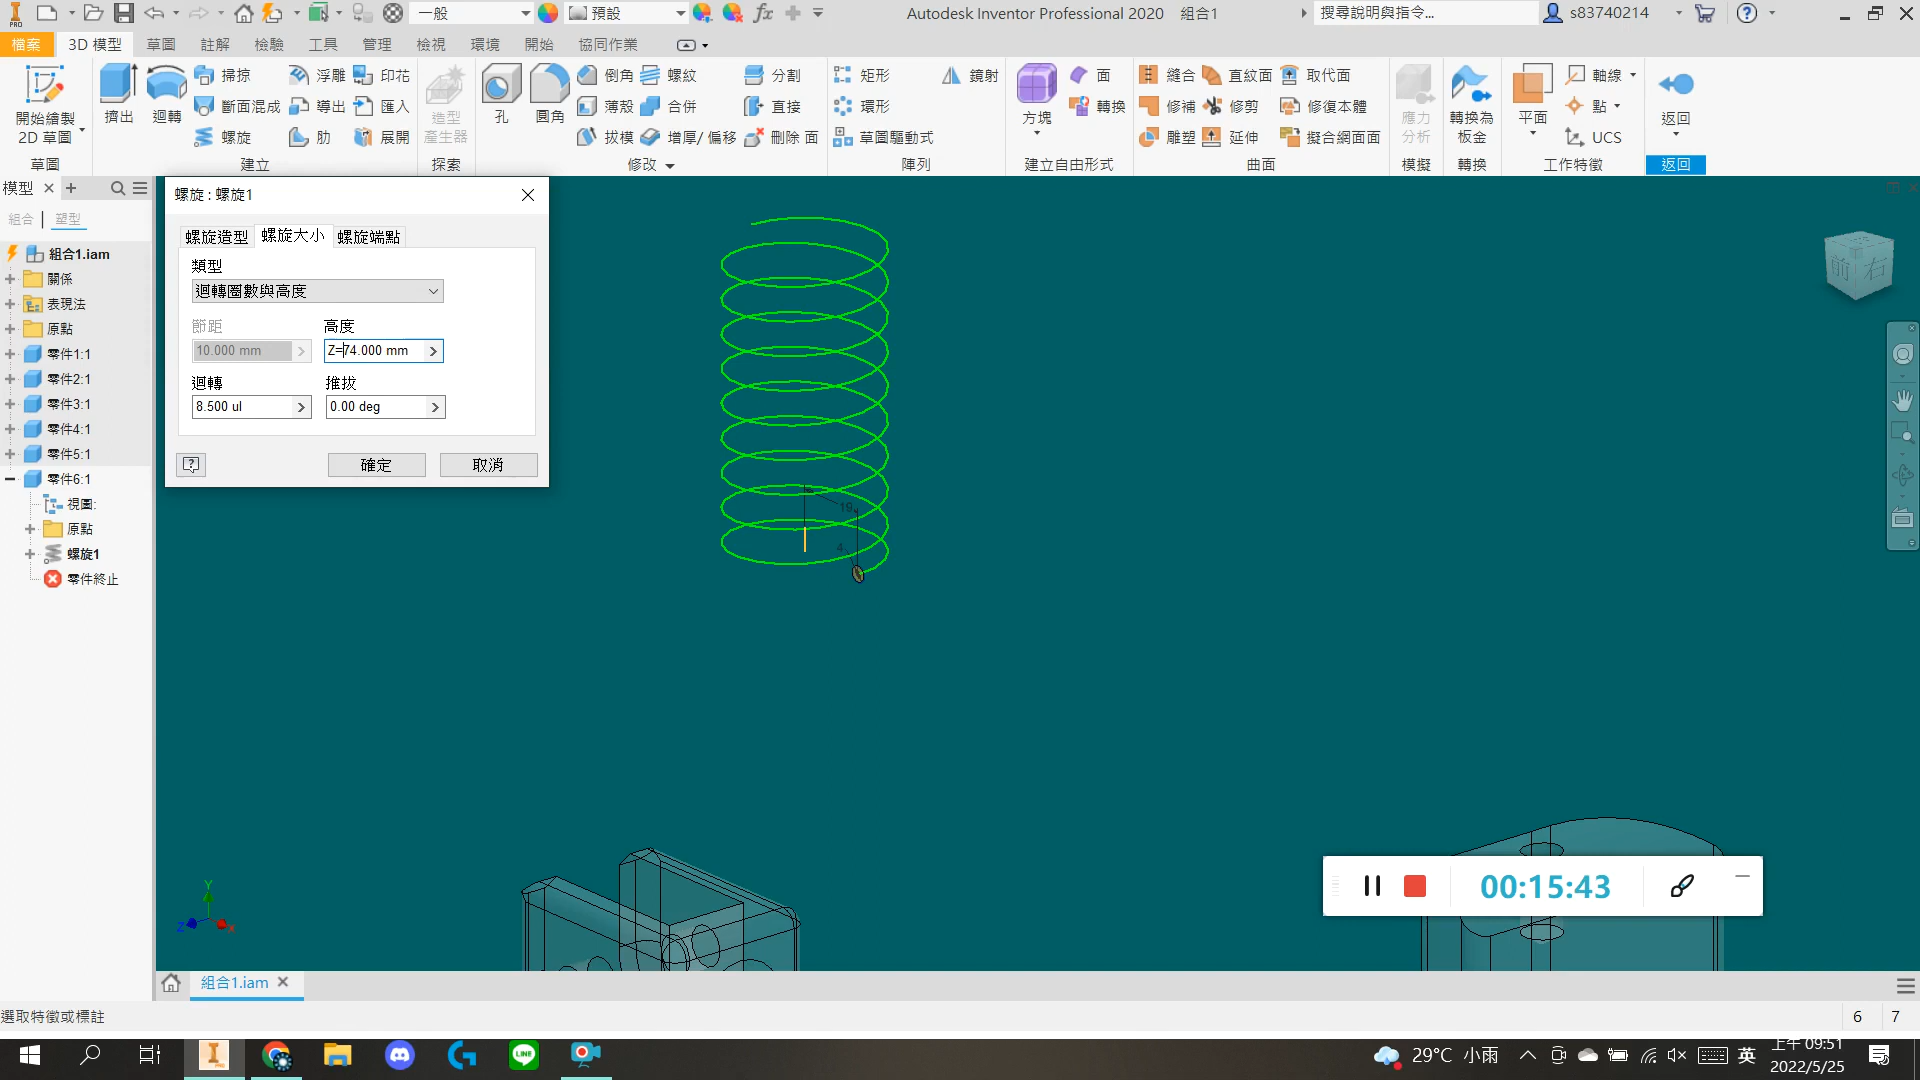 PRO 一般 預設 fx Autodesk Inventor Professional 2020 組合1 搜尋說明與指令... s83740214
檔案 3D 模型 草圖 註解 檢驗 工具 管理 檢視 環境 開始 協同作業
開始繪製
2D 草圖
草圖
擠出 迴轉
掃掠 浮雕 印花
斷面混成 導出 匯入
螺旋 肋 展開
建立
造型
產生器
探索
孔 圓角
倒角 螺紋 分割
薄殼 合併 直接
拔模 增厚/ 偏移 刪除 面
修改
矩形 鏡射
環形
草圖驅動式
陣列
方塊
面
轉換
建立自由形式
縫合 直紋面 取代面
修補 修剪 修復本體
雕塑 延伸 擬合網面面
曲面
應力
分析
模擬
轉換為
板金
轉換
平面
軸線
點
UCS
工作特徵
返回
返回
模型
組合 塑型
組合1.iam
關係
表現法
原點
零件1:1
零件2:1
零件3:1
零件4:1
零件5:1
零件6:1
視圖:
原點
螺旋1
零件終止
螺旋 : 螺旋1
螺旋造型 螺旋大小 螺旋端點
類型
迴轉圈數與高度
節距 高度
10.000 mm Z=74.000 mm
迴轉 推拔
8.500 ul 0.00 deg
確定 取消
19
4
前 右
Y
Z X
00:15:43
組合1.iam
選取特徵或標註 6 7
LINE 29°C 小雨 英 上午 09:51
2022/5/25